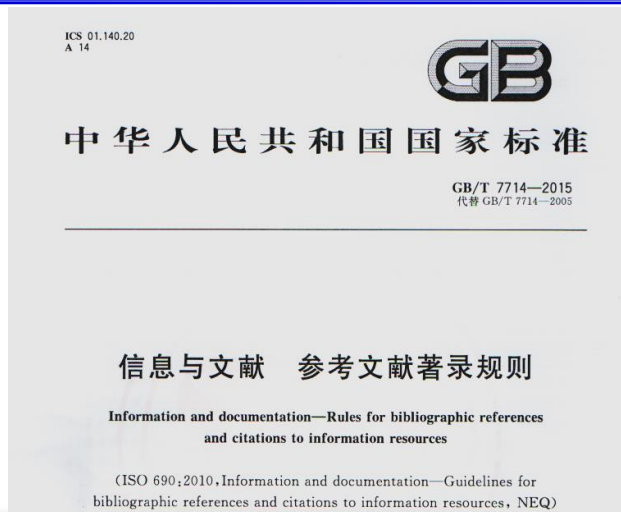 ICS 01.140.20
A 14
GB
中华人民共和国国家标准
GB/T 7714—2015
代替 GB/T 7714—2005
信息与文献 参考文献著录规则
Information and documentation—Rules for bibliographic references
and citations to information resources
(ISO 690:2010,Information and documentation—Guidelines for
bibliographic references and citations to information resources, NEQ)